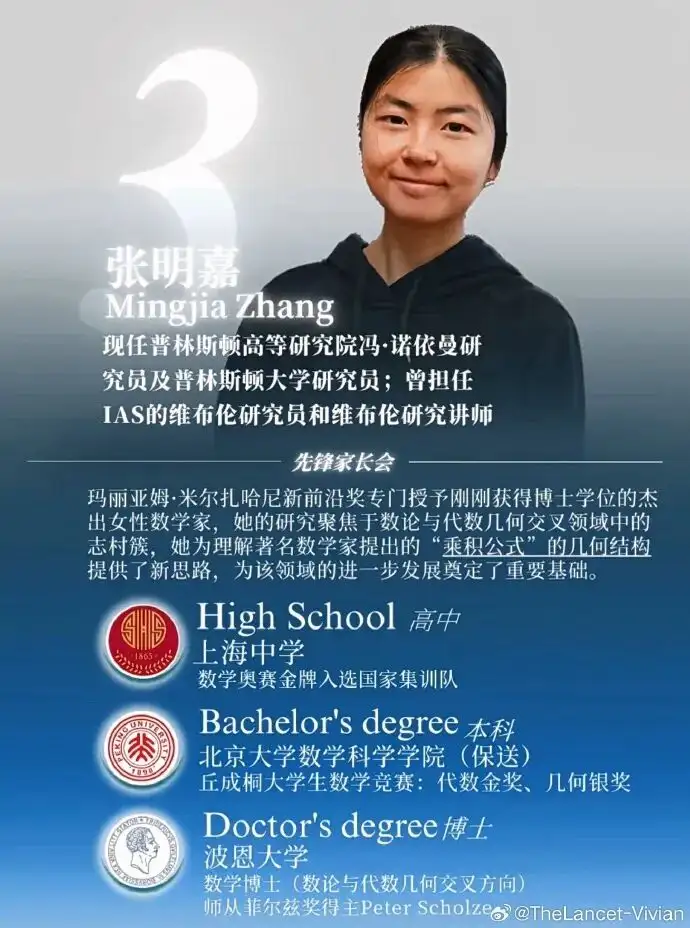 3
张明嘉
Mingjia Zhang
现任普林斯顿高等研究院冯·诺依曼研
究员及普林斯顿大学研究员；曾担任
IAS的维布伦研究员和维布伦研究讲师
先锋家长会
玛丽亚姆·米尔扎哈尼新前沿奖专门授予刚刚获得博士学位的杰
出女性数学家，她的研究聚焦于数论与代数几何交叉领域中的
志村簇，她为理解著名数学家提出的“乘积公式”的几何结构
提供了新思路，为该领域的进一步发展奠定了重要基础。
SHS
·1865·
High School 高中
上海中学
数学奥赛金牌入选国家集训队
PEKING UNIVERSITY
1898
Bachelor's degree 本科
北京大学数学科学学院（保送）
丘成桐大学生数学竞赛：代数金奖、几何银奖
Doctor's degree 博士
波恩大学
数学博士（数论与代数几何交叉方向）
师从菲尔兹奖得主Peter Scholze
@TheLancet-Vivian